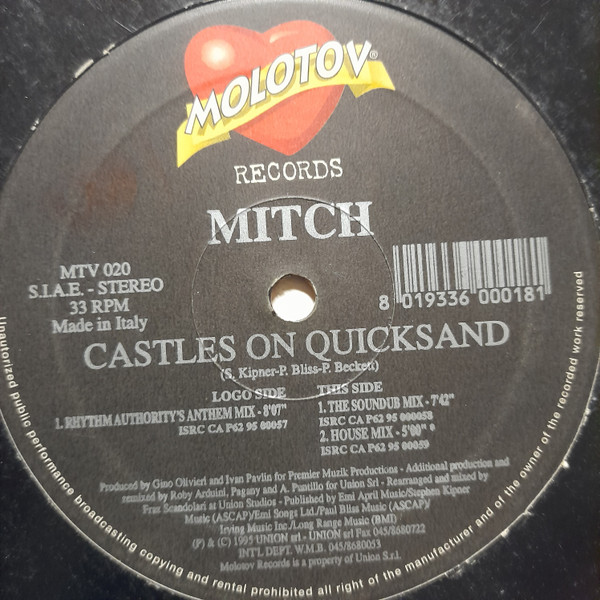 MOLOTOV®
RECORDS
MITCH
MTV 020
S.I.A.E. - STEREO
33 RPM
Made in Italy
8 019336 000181
CASTLES ON QUICKSAND
(S. Kipner-P. Bliss-P. Beckett)
LOGO SIDE
1. RHYTHM AUTHORITY'S ANTHEM MIX - 8'07"
ISRC CA P62 95 00057
THIS SIDE
1. THE SOUNDUB MIX - 7'42"
ISRC CA P62 95 000058
2. HOUSE MIX - 5'00" °
ISRC CA P62 95 00059
Produced by Gino Olivieri and Ivan Pavlin for Premier Muzik Productions - Additional production and
remixed by Roby Arduini, Pagany and A. Puntillo for Union Srl - Rearranged and mixed by
Frax Scandolari at Union Studios - Published by Emi April Music/Stephen Kipner
Music (ASCAP)/Emi Songs Ltd./Paul Bliss Music (ASCAP)/
Irving Music Inc./Long Range Music (BMI)
(P) & (C) 1995 UNION srl - UNION srl Fax 045/8680722
INT'L DEPT. W.M.B. 045/8680053
Molotov Records is a property of Union S.r.l.
Unauthorized public performance broadcasting copying and rental prohibited all right of the manufacturer and of the owner of the recorded work reserved